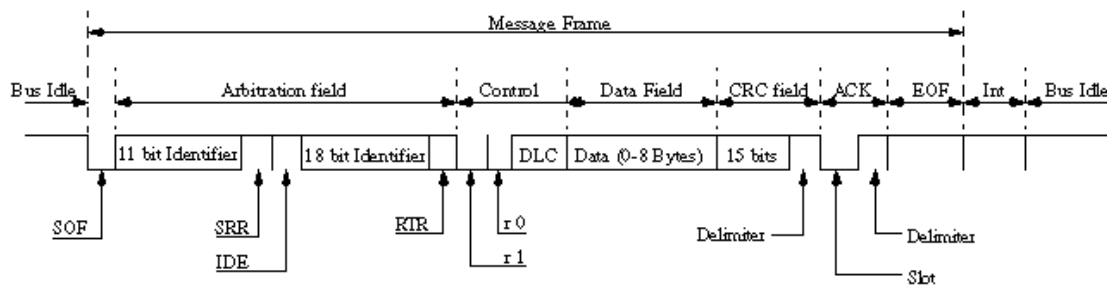 Message Frame
Bus Idle Arbitration field Control Data Field CRC field ACK EOF Int Bus Idle
11 bit Identifier 18 bit Identifier DLC Data (0-8 Bytes) 15 bits
SOF SRR RTR r 0 Delimiter Delimiter
IDE r 1
Slot